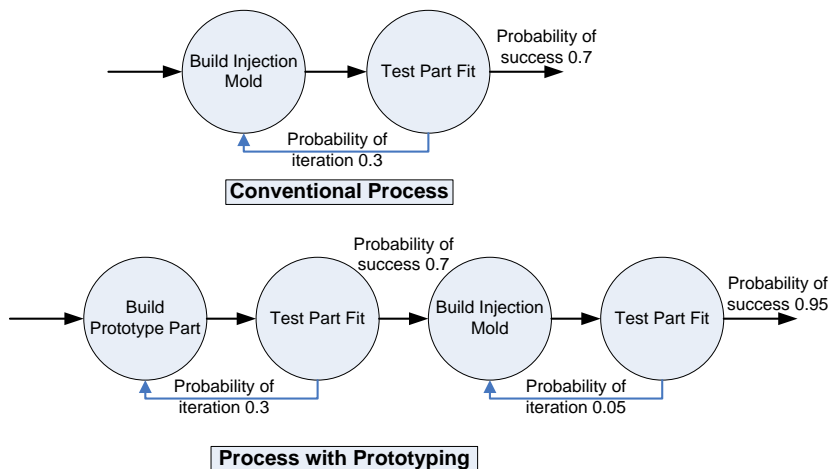 Build Injection
Mold
Test Part Fit
Probability of
success 0.7
Probability of
iteration 0.3
Conventional Process
Build
Prototype Part
Test Part Fit
Probability of
success 0.7
Build Injection
Mold
Test Part Fit
Probability of
success 0.95
Probability of
iteration 0.3
Probability of
iteration 0.05
Process with Prototyping